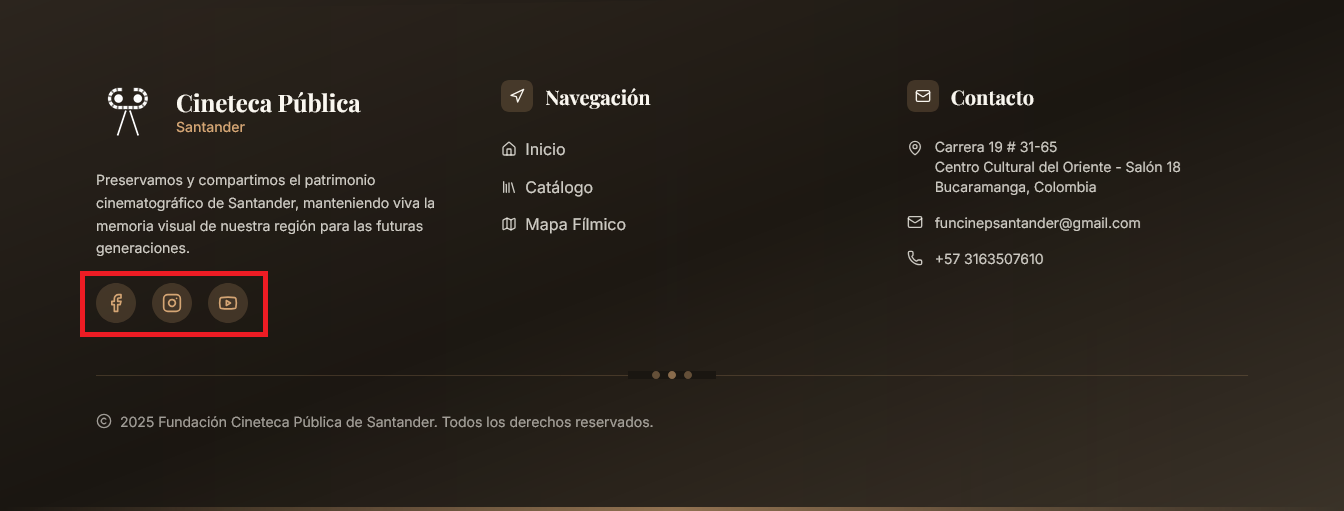 Cineteca Pública
Santander
Preservamos y compartimos el patrimonio
cinematográfico de Santander, manteniendo viva la
memoria visual de nuestra región para las futuras
generaciones.
Navegación
Inicio
Catálogo
Mapa Fílmico
Contacto
Carrera 19 # 31-65
Centro Cultural del Oriente - Salón 18
Bucaramanga, Colombia
funcinepsantander@gmail.com
+57 3163507610
© 2025 Fundación Cineteca Pública de Santander. Todos los derechos reservados.